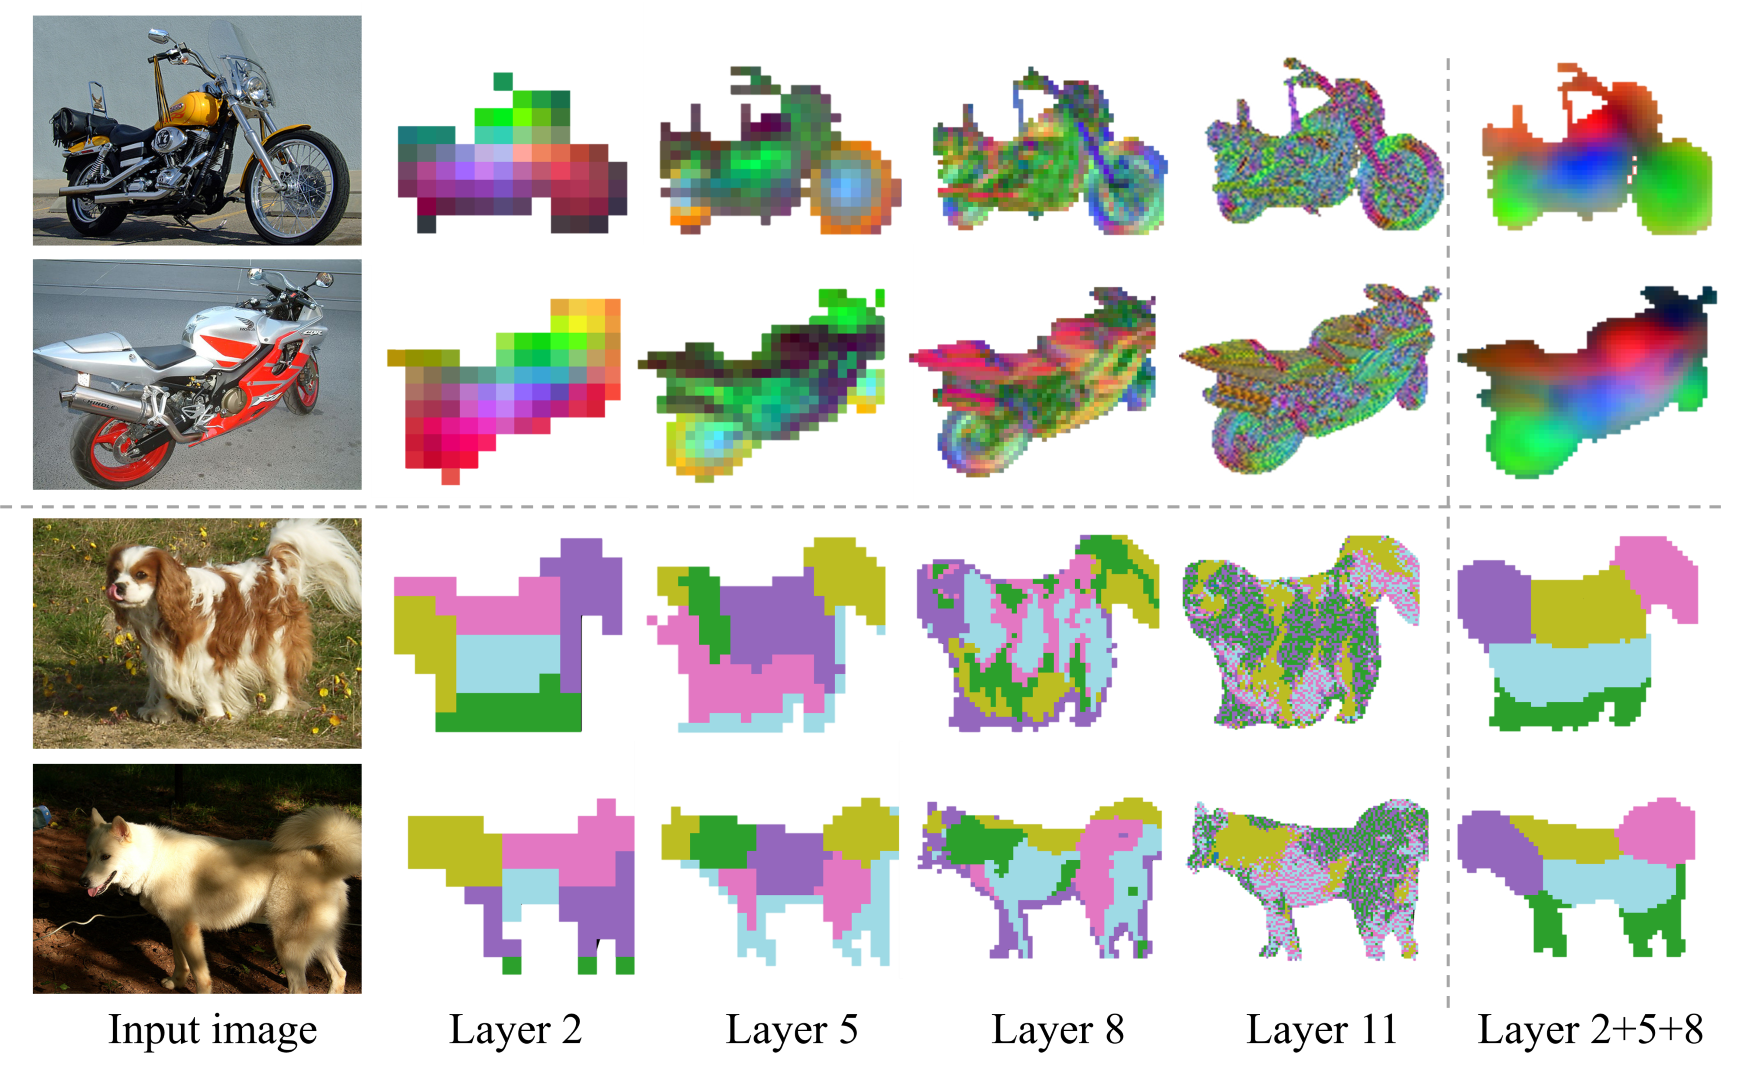 Input image
Layer 2
Layer 5
Layer 8
Layer 11
Layer 2+5+8